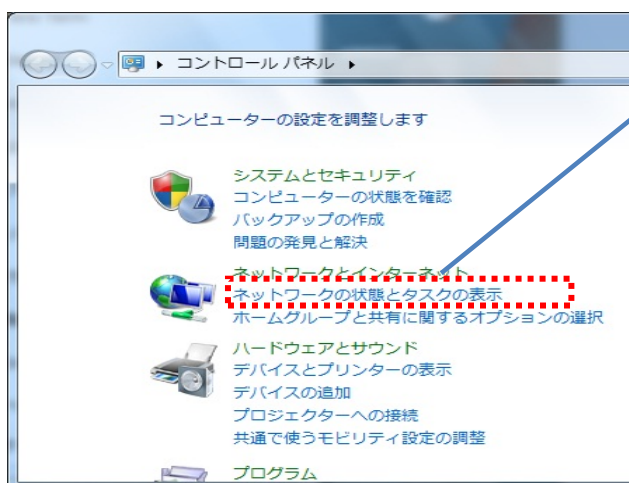 コントロール パネル
コンピューターの設定を調整します
システムとセキュリティ
コンピューターの状態を確認
バックアップの作成
問題の発見と解決
ネットワークとインターネット
ネットワークの状態とタスクの表示
ホームグループと共有に関するオプションの選択
ハードウェアとサウンド
デバイスとプリンターの表示
デバイスの追加
プロジェクターへの接続
共通で使うモビリティ設定の調整
プログラム